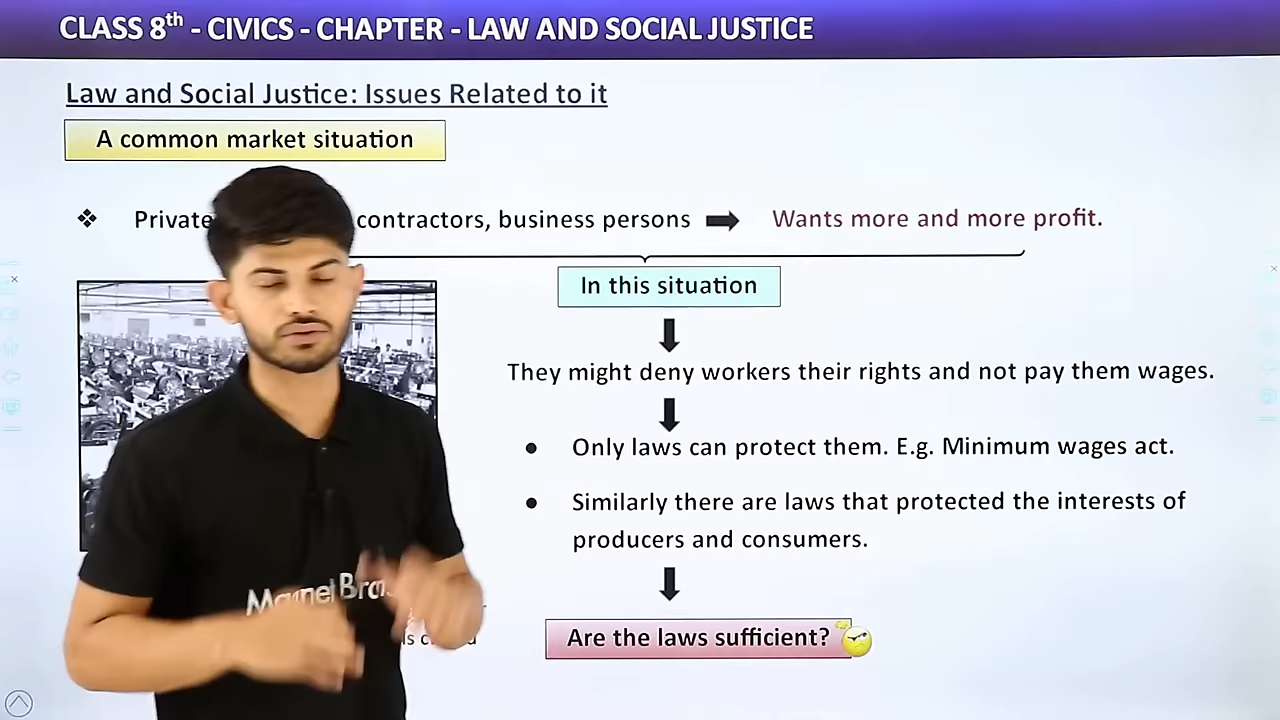 CLASS 8th - CIVICS - CHAPTER - LAW AND SOCIAL JUSTICE
Law and Social Justice: Issues Related to it
A common market situation
❖ Private contractors, business persons ➡ Wants more and more profit.
In this situation
They might deny workers their rights and not pay them wages.
● Only laws can protect them. E.g. Minimum wages act.
● Similarly there are laws that protected the interests of
producers and consumers.
Are the laws sufficient?